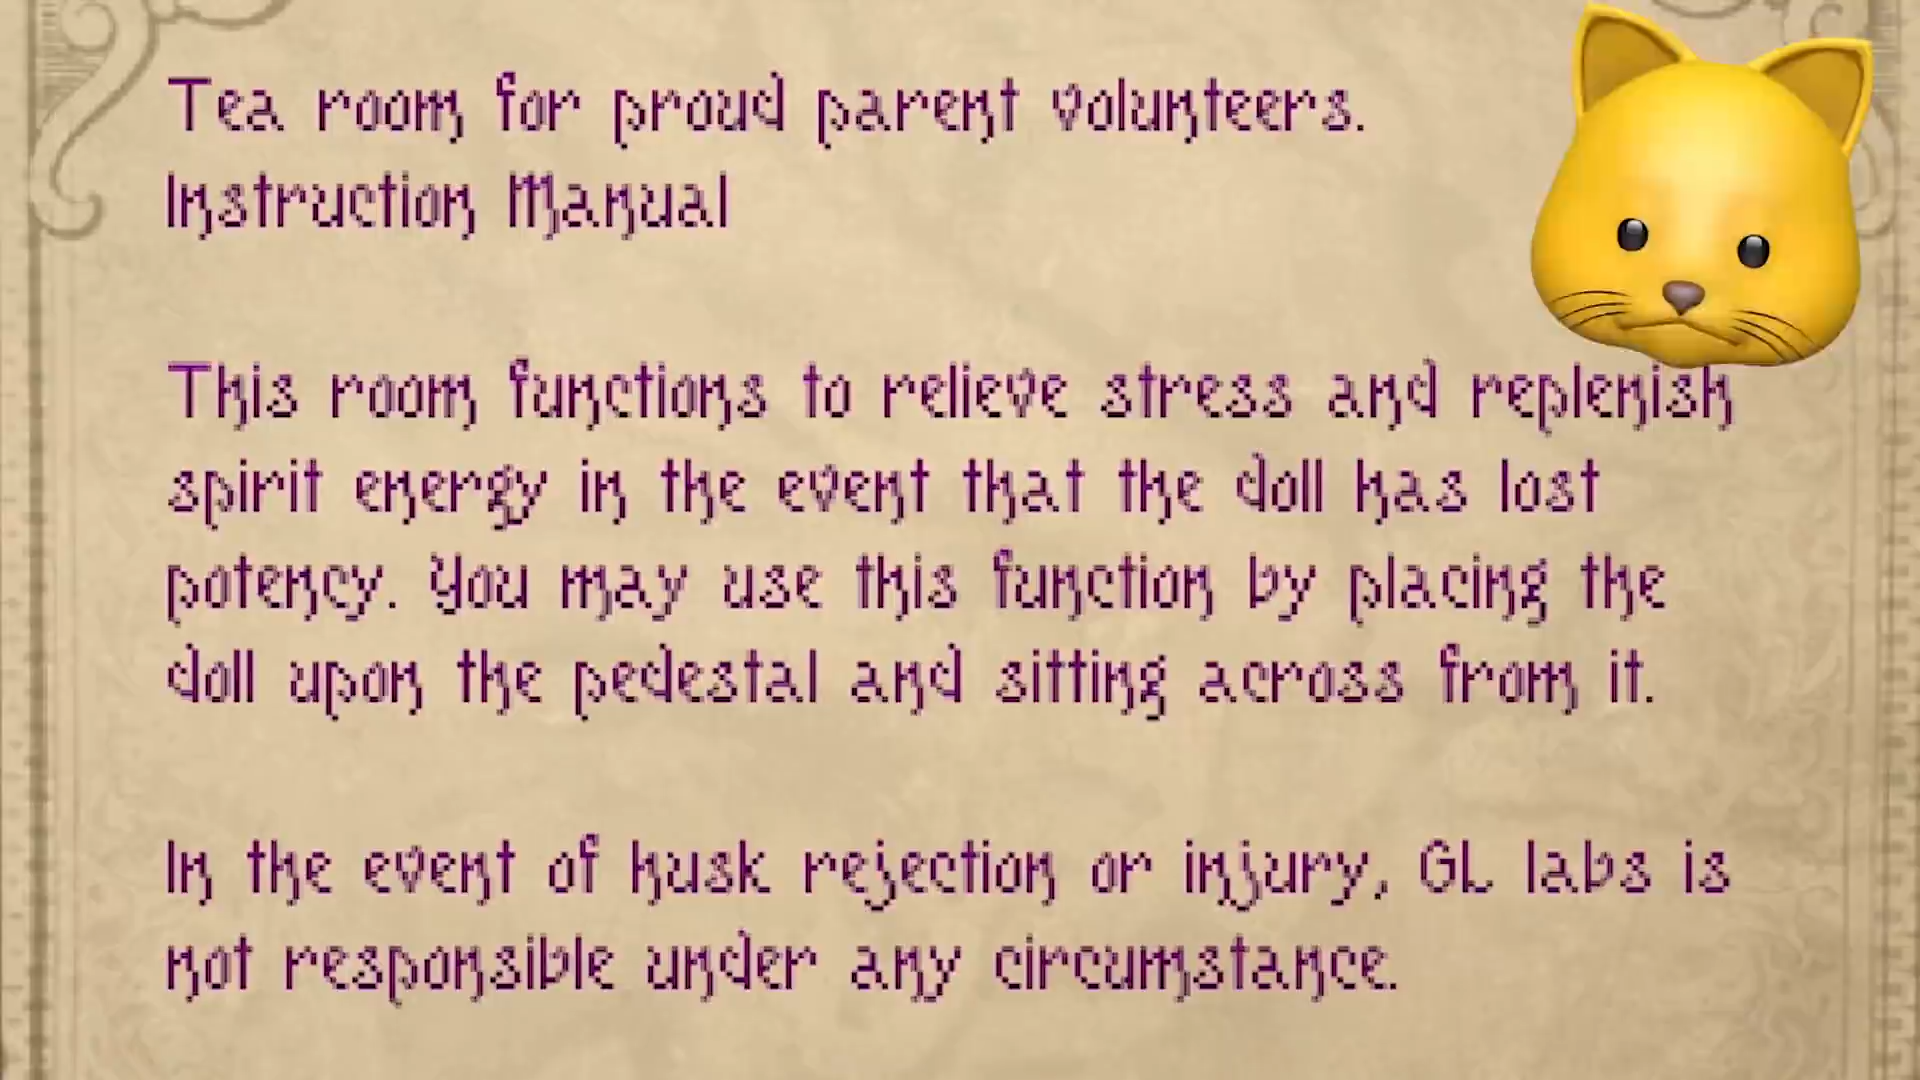 Tea room for proud parent volunteers.
Instruction Manual
This room functions to relieve stress and replenish
spirit energy in the event that the doll has lost
potency. You may use this function by placing the
doll upon the pedestal and sitting across from it.
In the event of husk rejection or injury, GL labs is
not responsible under any circumstance.